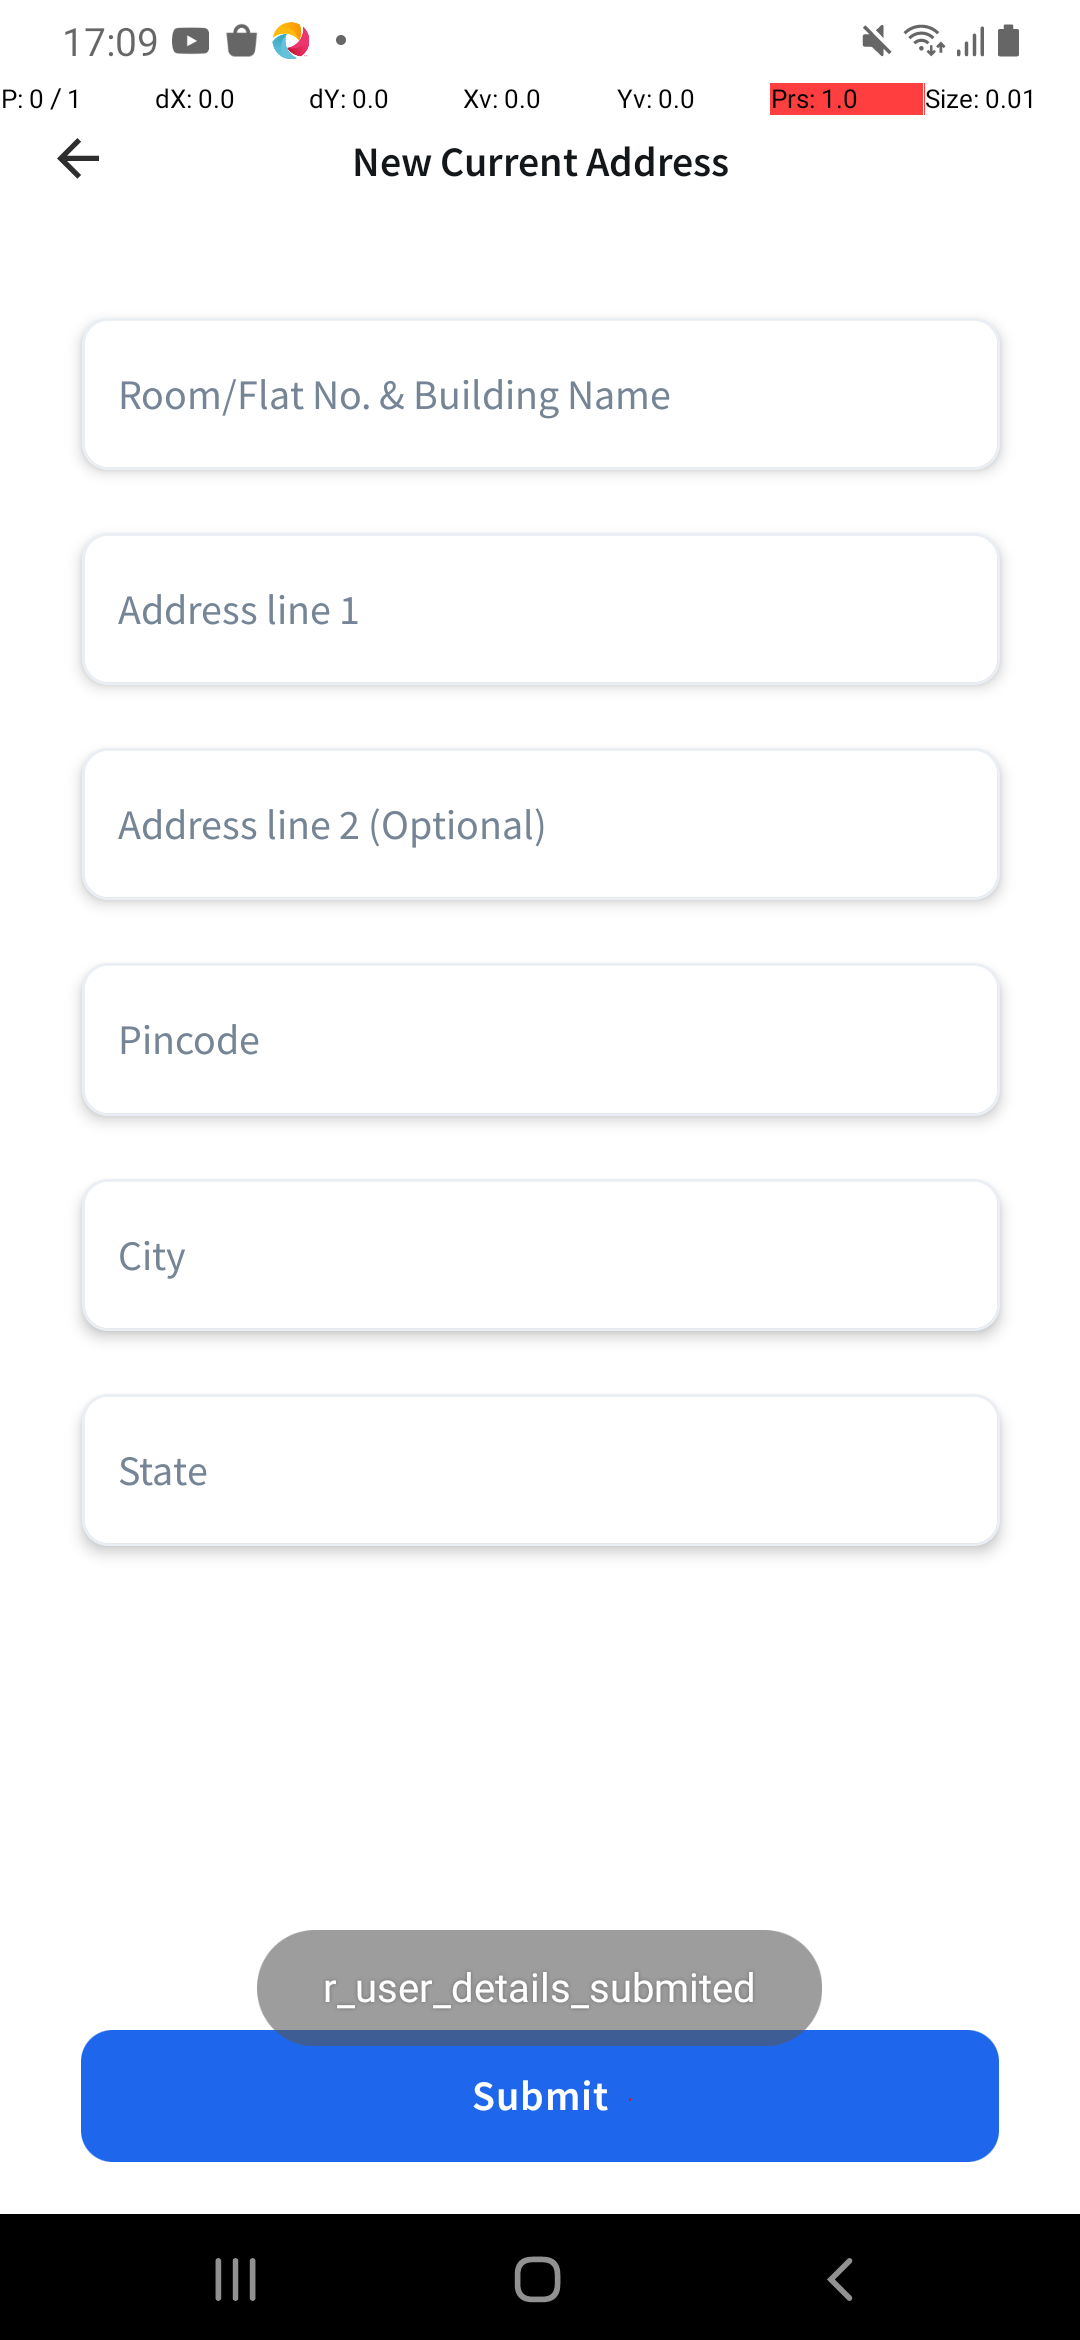 17:09
P: 0 / 1 dX: 0.0 dY: 0.0 Xv: 0.0 Yv: 0.0 Prs: 1.0 Size: 0.01
New Current Address
Room/Flat No. & Building Name
Address line 1
Address line 2 (Optional)
Pincode
City
State
r_user_details_submited
Submit